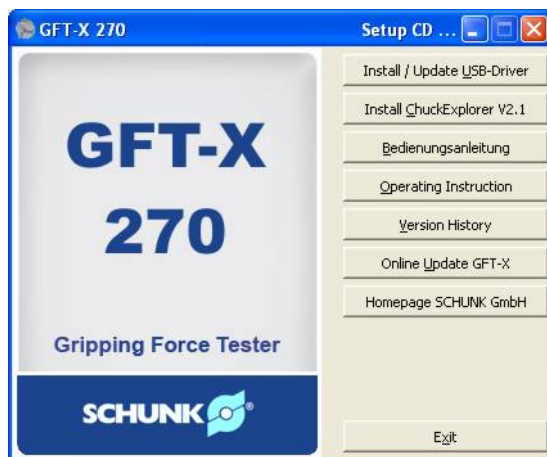 GFT-X 270
Setup CD ...
GFT-X
270
Gripping Force Tester
SCHUNK ®
Install / Update USB-Driver
Install ChuckExplorer V2.1
Bedienungsanleitung
Operating Instruction
Version History
Online Update GFT-X
Homepage SCHUNK GmbH
Exit